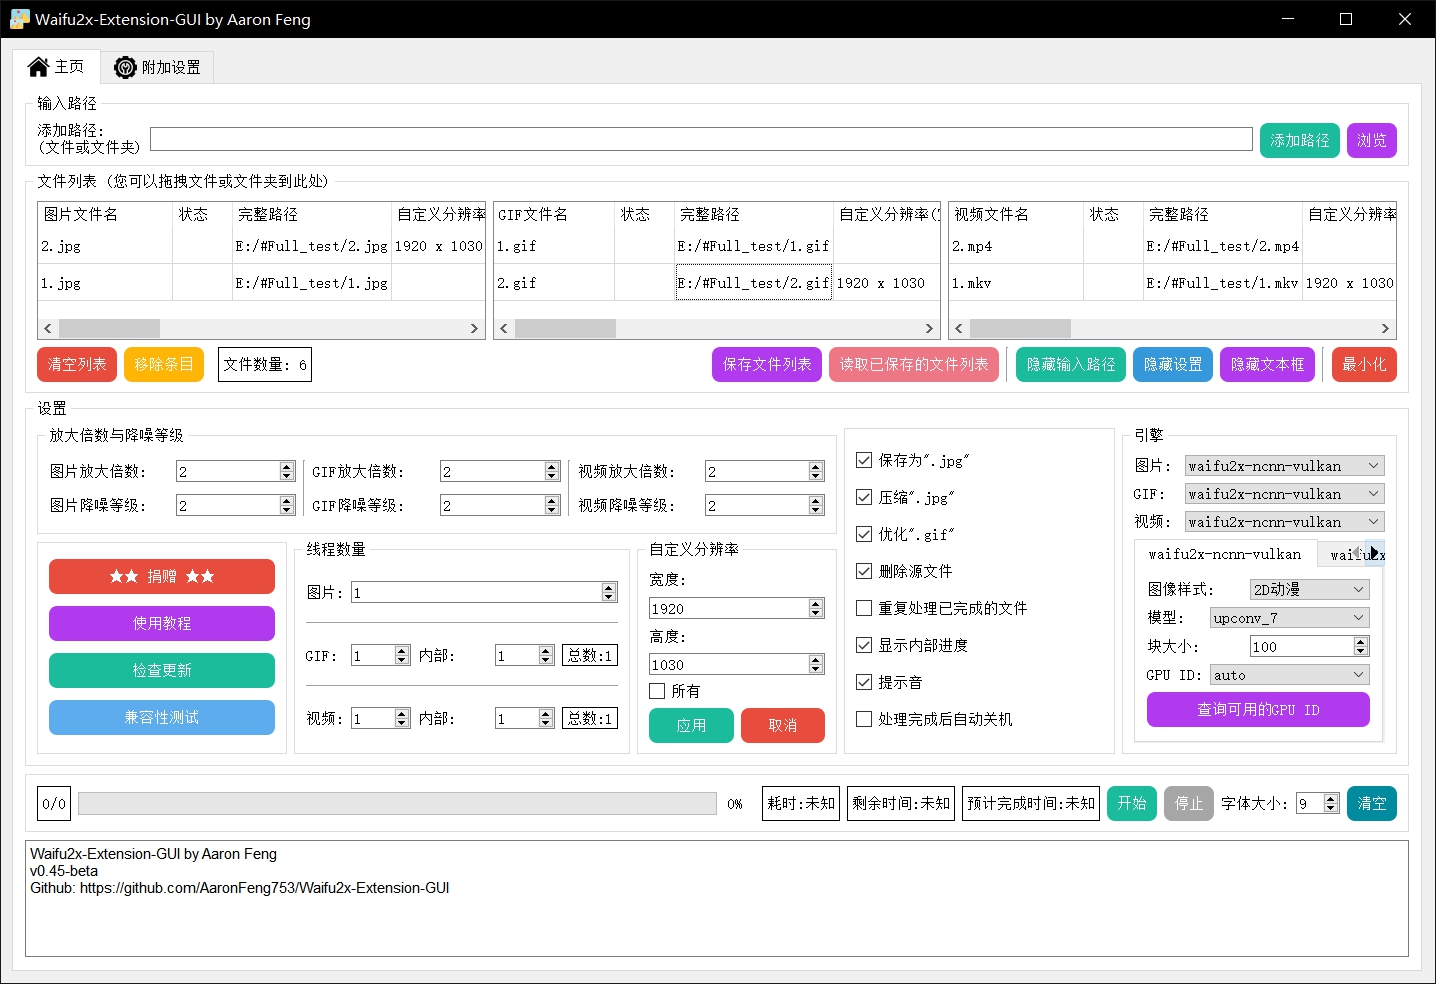 Waifu2x-Extension-GUI by Aaron Feng
主页 附加设置
输入路径
添加路径:
(文件或文件夹)
添加路径 浏览
文件列表 (您可以拖拽文件或文件夹到此处)
图片文件名 状态 完整路径 自定义分辨率
2.jpg E:/#Full_test/2.jpg 1920 x 1030
1.jpg E:/#Full_test/1.jpg
GIF文件名 状态 完整路径 自定义分辨率(
1.gif E:/#Full_test/1.gif
2.gif E:/#Full_test/2.gif 1920 x 1030
视频文件名 状态 完整路径 自定义分辨率
2.mp4 E:/#Full_test/2.mp4
1.mkv E:/#Full_test/1.mkv 1920 x 1030
清空列表 移除条目 文件数量: 6 保存文件列表 读取已保存的文件列表 隐藏输入路径 隐藏设置 隐藏文本框 最小化
设置
放大倍数与降噪等级
图片放大倍数: 2 GIF放大倍数: 2 视频放大倍数: 2
图片降噪等级: 2 GIF降噪等级: 2 视频降噪等级: 2
★★ 捐赠 ★★
使用教程
检查更新
兼容性测试
线程数量
图片: 1
GIF: 1 内部: 1 总数:1
视频: 1 内部: 1 总数:1
自定义分辨率
宽度:
1920
高度:
1030
所有
应用 取消
保存为".jpg"
压缩".jpg"
优化".gif"
删除源文件
重复处理已完成的文件
显示内部进度
提示音
处理完成后自动关机
引擎
图片: waifu2x-ncnn-vulkan
GIF: waifu2x-ncnn-vulkan
视频: waifu2x-ncnn-vulkan
waifu2x-ncnn-vulkan waifu2x
图像样式: 2D动漫
模型: upconv_7
块大小: 100
GPU ID: auto
查询可用的GPU ID
0/0 0% 耗时:未知 剩余时间:未知 预计完成时间:未知 开始 停止 字体大小: 9 清空
Waifu2x-Extension-GUI by Aaron Feng
v0.45-beta
Github: https://github.com/AaronFeng753/Waifu2x-Extension-GUI